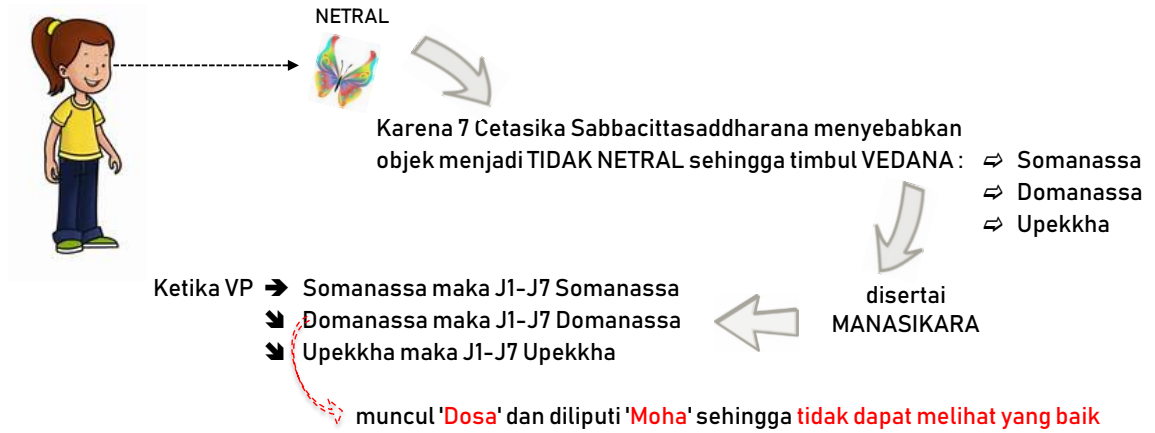 NETRAL
Karena 7 Cetasika Sabbacittasaddharana menyebabkan
objek menjadi TIDAK NETRAL sehingga timbul VEDANA : ⇨ Somanassa
⇨ Domanassa
⇨ Upekkha
disertai
MANASIKARA
Ketika VP ➔ Somanassa maka J1-J7 Somanassa
➘ Domanassa maka J1-J7 Domanassa
➘ Upekkha maka J1-J7 Upekkha
muncul 'Dosa' dan diliputi 'Moha' sehingga tidak dapat melihat yang baik